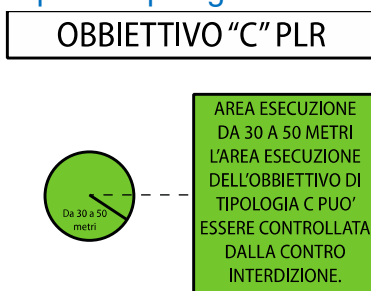 OBBIETTIVO “C” PLR
AREA ESECUZIONE
DA 30 A 50 METRI
L’AREA ESECUZIONE
DELL’OBBIETTIVO DI
TIPOLOGIA C PUO’
ESSERE CONTROLLATA
DALLA CONTRO
INTERDIZIONE.
Da 30 a 50
metri